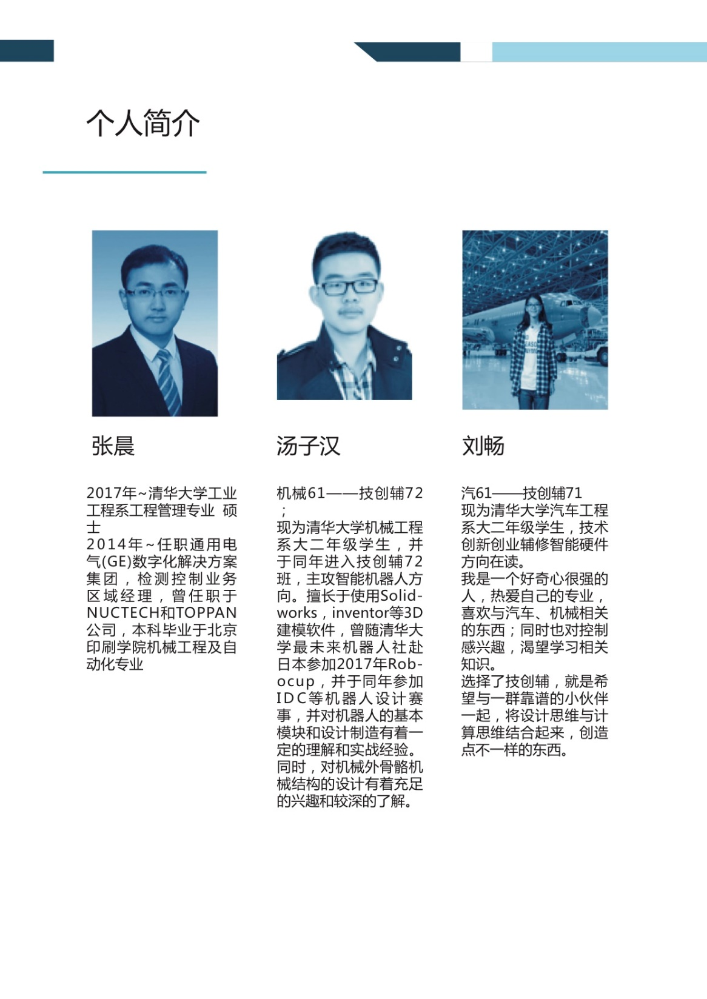 个人简介
张晨
2017年~清华大学工业
工程系工程管理专业 硕
士
2014年~任职通用电
气(GE)数字化解决方案
集团，检测控制业务
区域经理，曾任职于
NUCTECH和TOPPAN
公司，本科毕业于北京
印刷学院机械工程及自
动化专业
汤子汉
机械61——技创辅72
；
现为清华大学机械工程
系大二年级学生，并
于同年进入技创辅72
班，主攻智能机器人方
向。擅长于使用Solid-
works，inventor等3D
建模软件，曾随清华大
学最未来机器人社赴
日本参加2017年Rob-
ocup，并于同年参加
IDC等机器人设计赛
事，并对机器人的基本
模块和设计制造有着一
定的理解和实战经验。
同时，对机械外骨骼机
械结构的设计有着充足
的兴趣和较深的了解。
刘畅
汽61——技创辅71
现为清华大学汽车工程
系大二年级学生，技术
创新创业辅修智能硬件
方向在读。
我是一个好奇心很强的
人，热爱自己的专业，
喜欢与汽车、机械相关
的东西；同时也对控制
感兴趣，渴望学习相关
知识。
选择了技创辅，就是希
望与一群靠谱的小伙伴
一起，将设计思维与计
算思维结合起来，创造
点不一样的东西。